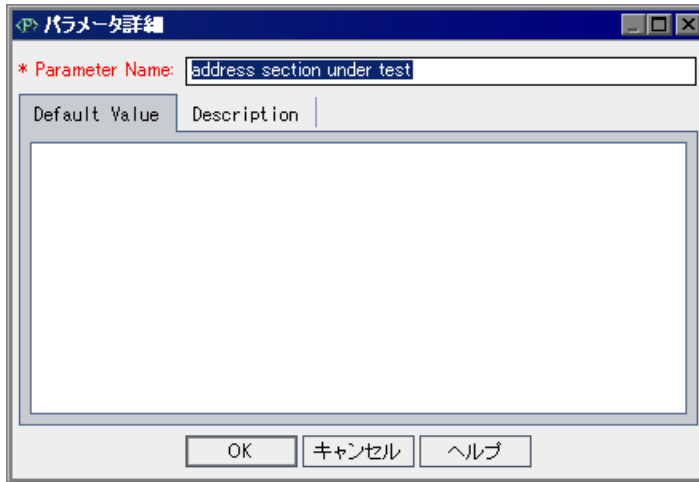 <P> パラメータ詳細
* Parameter Name: address section under test
Default Value Description
OK キャンセル ヘルプ